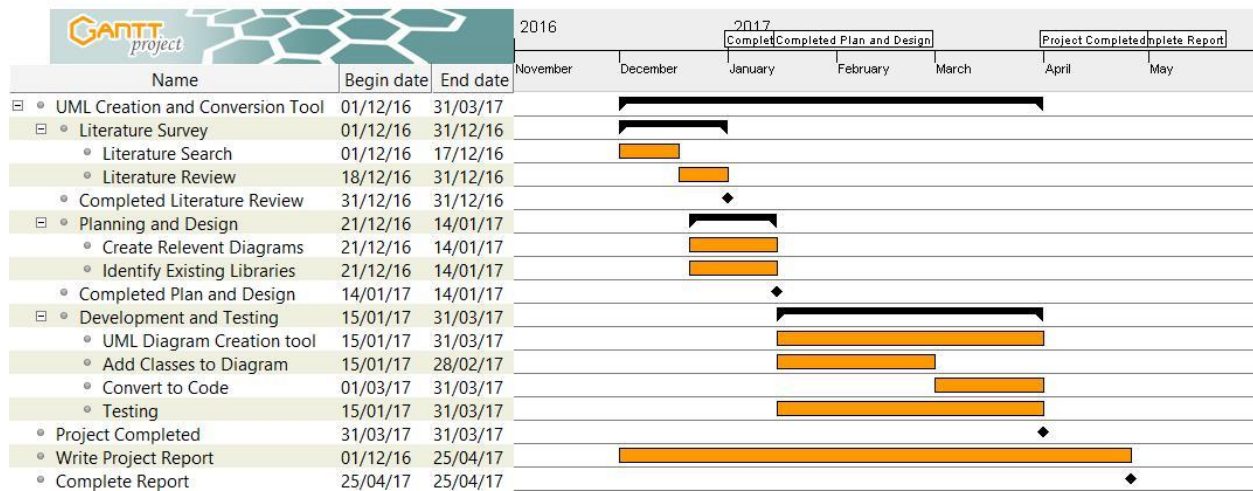 GANTT
project
2016
2017
Complet Completed Plan and Design
Project Completed mplete Report
Name Begin date End date
November December January February March April May
UML Creation and Conversion Tool 01/12/16 31/03/17
Literature Survey 01/12/16 31/12/16
Literature Search 01/12/16 17/12/16
Literature Review 18/12/16 31/12/16
Completed Literature Review 31/12/16 31/12/16
Planning and Design 21/12/16 14/01/17
Create Relevent Diagrams 21/12/16 14/01/17
Identify Existing Libraries 21/12/16 14/01/17
Completed Plan and Design 14/01/17 14/01/17
Development and Testing 15/01/17 31/03/17
UML Diagram Creation tool 15/01/17 31/03/17
Add Classes to Diagram 15/01/17 28/02/17
Convert to Code 01/03/17 31/03/17
Testing 15/01/17 31/03/17
Project Completed 31/03/17 31/03/17
Write Project Report 01/12/16 25/04/17
Complete Report 25/04/17 25/04/17